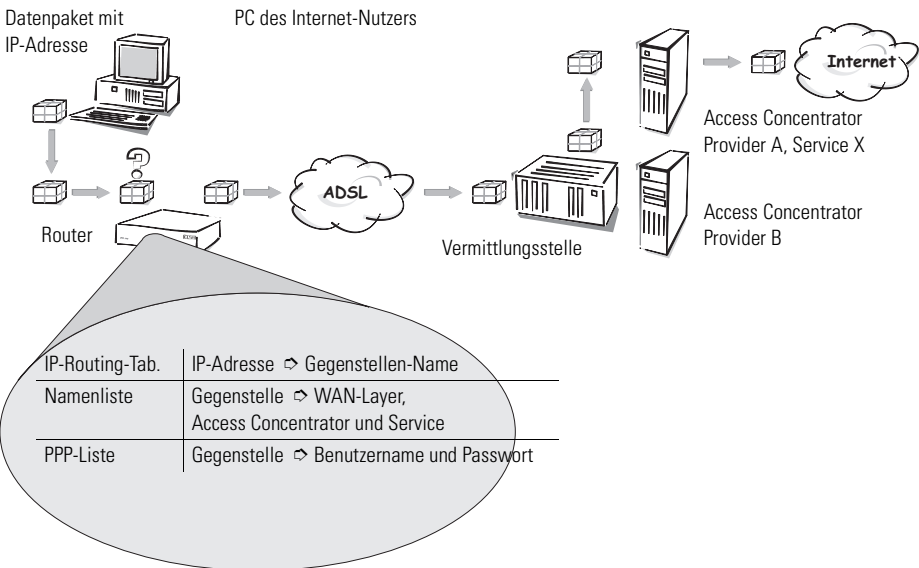 Datenpaket mit
IP-Adresse
PC des Internet-Nutzers
Internet
Access Concentrator
Provider A, Service X
?
ADSL
Access Concentrator
Provider B
Router
Vermittlungsstelle
IP-Routing-Tab. IP-Adresse ➯ Gegenstellen-Name
Namenliste Gegenstelle ➯ WAN-Layer,
Access Concentrator und Service
PPP-Liste Gegenstelle ➯ Benutzername und Passwort